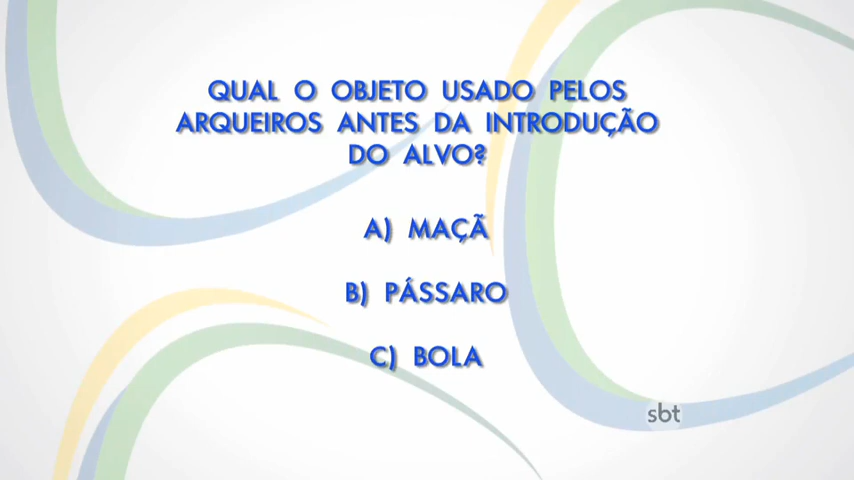 QUAL O OBJETO USADO PELOS
ARQUEIROS ANTES DA INTRODUÇÃO
DO ALVO?
A) MAÇÃ
B) PÁSSARO
C) BOLA
sbt